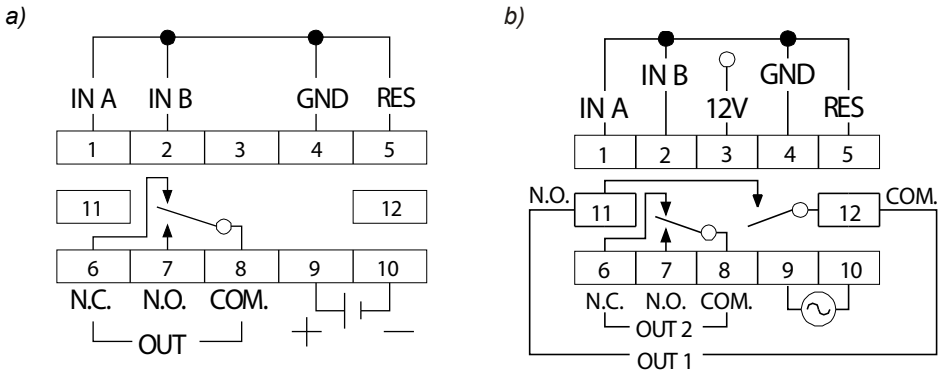 a)
IN A IN B GND RES
1 2 3 4 5
11 12
6 7 8 9 10
N.C. N.O. COM. + −
OUT
b)
IN B GND
IN A 12V RES
1 2 3 4 5
N.O. 11 12 COM.
6 7 8 9 10
N.C. N.O. COM.
OUT 2
OUT 1